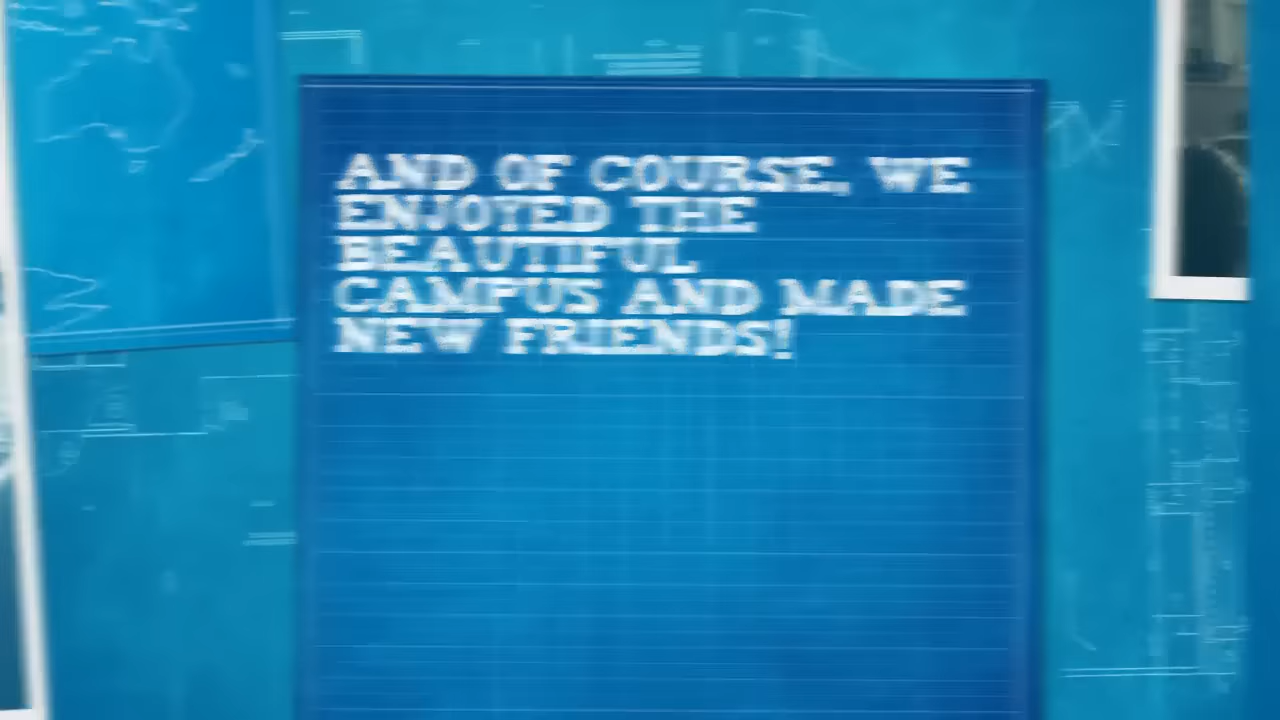 AND OF COURSE, WE
ENJOYED THE
BEAUTIFUL
CAMPUS AND MADE
NEW FRIENDS!